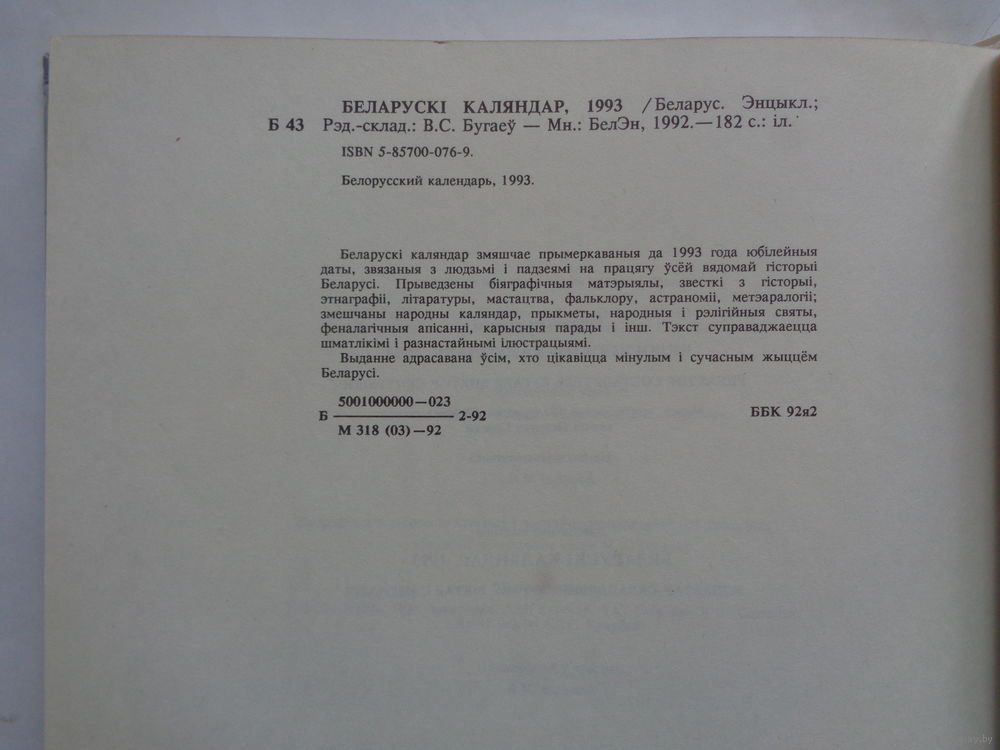 БЕЛАРУСКІ КАЛЯНДАР, 1993 /Беларус. Энцыкл.;
Б 43 Рэд.-склад.: В.С. Бугаеў — Мн.: БелЭн, 1992.—182 с.: іл.
ISBN 5-85700-076-9.
Белорусский календарь, 1993.
Беларускі каляндар змяшчае прымеркаваныя да 1993 года юбілейныя
даты, звязаныя з людзьмі і падзеямі на працягу ўсёй вядомай гісторыі
Беларусі. Прыведзены біяграфічныя матэрыялы, звесткі з гісторыі,
этнаграфіі, літаратуры, мастацтва, фальклору, астраноміі, метэаралогіі;
змешчаны народны каляндар, прыкметы, народныя і рэлігійныя святы,
феналагічныя апісанні, карысныя парады і інш. Тэкст суправаджаецца
шматлікімі і разнастайнымі ілюстрацыямі.
Выданне адрасавана ўсім, хто цікавіцца мінулым і сучасным жыццём
Беларусі.
5001000000—023
Б 2-92 ББК 92я2
М 318 (03)—92